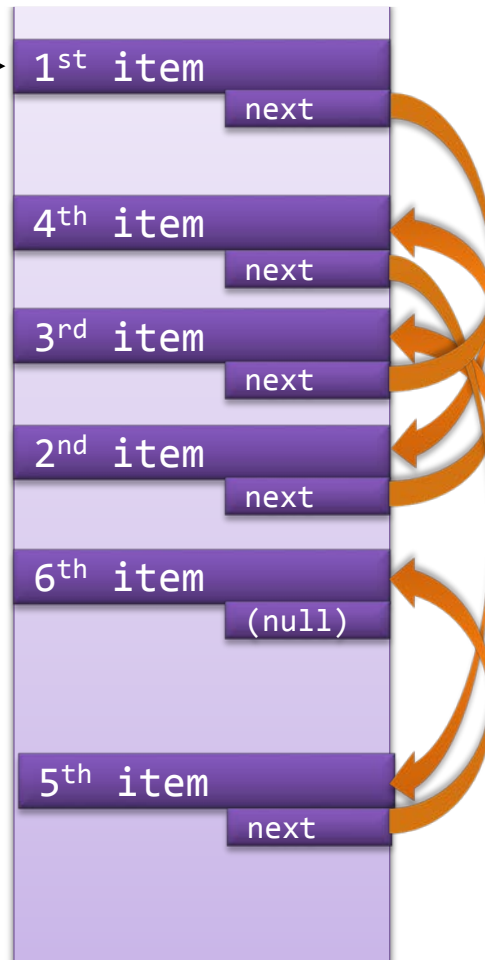 1st item
next
4th item
next
3rd item
next
2nd item
next
6th item
(null)
5th item
next